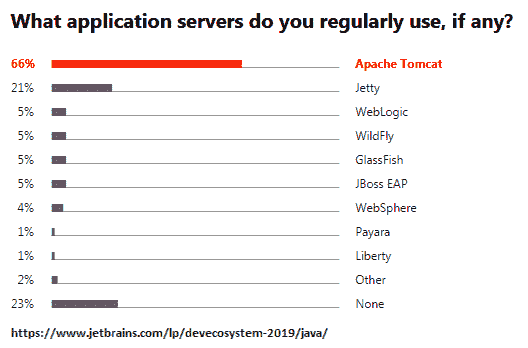 What application servers do you regularly use, if any?
66% Apache Tomcat
21% Jetty
5% WebLogic
5% WildFly
5% GlassFish
5% JBoss EAP
4% WebSphere
1% Payara
1% Liberty
2% Other
23% None
https://www.jetbrains.com/lp/devecosystem-2019/java/